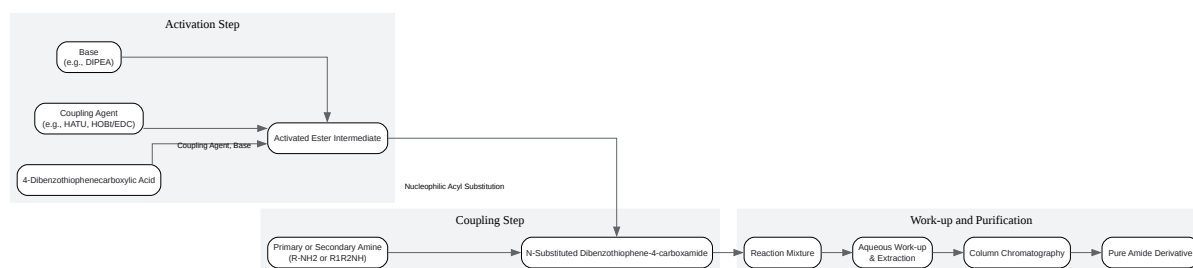 Activation Step
Base
(e.g., DIPEA)
Coupling Agent
(e.g., HATU, HOBt/EDC)
Activated Ester Intermediate
Coupling Agent, Base
4-Dibenzothiophenecarboxylic Acid
Nucleophilic Acyl Substitution
Coupling Step
Primary or Secondary Amine
(R-NH2 or R1R2NH)
N-Substituted Dibenzothiophene-4-carboxamide
Work-up and Purification
Reaction Mixture
Aqueous Work-up
& Extraction
Column Chromatography
Pure Amide Derivative